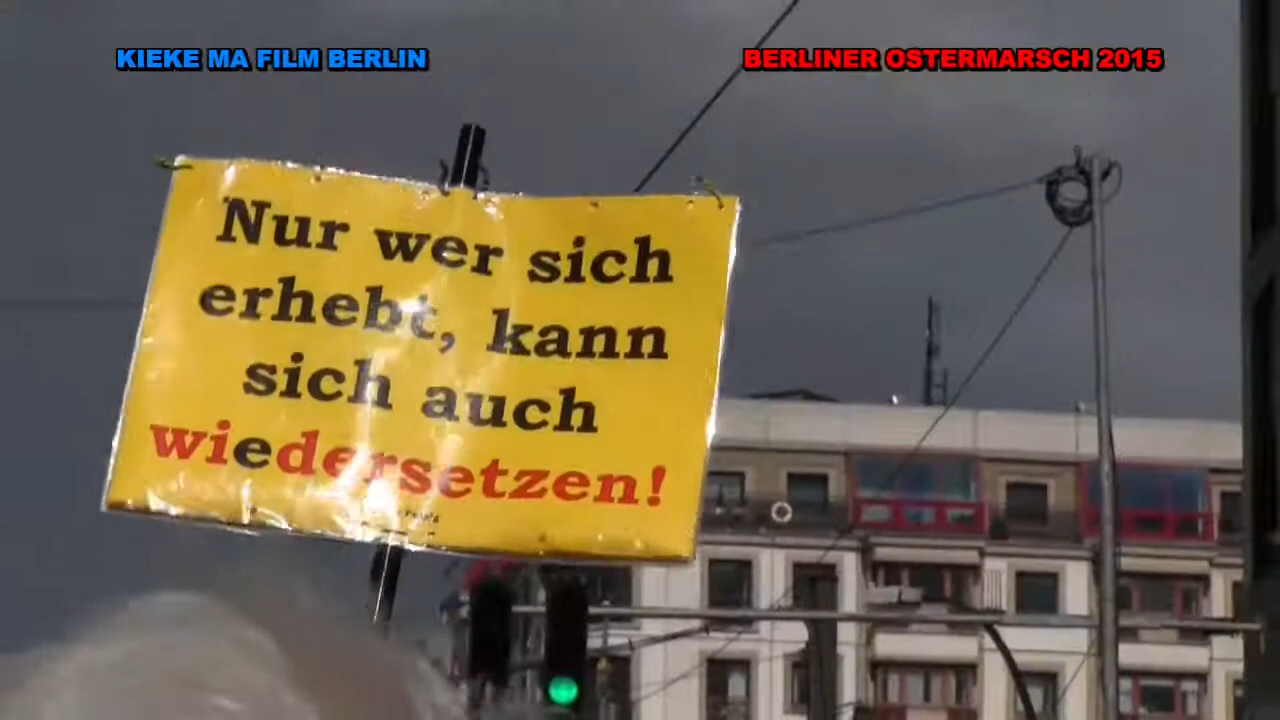 KIEKE MA FILM BERLIN
BERLINER OSTERMARSCH 2015
Nur wer sich
erhebt, kann
sich auch
wiedersetzen!